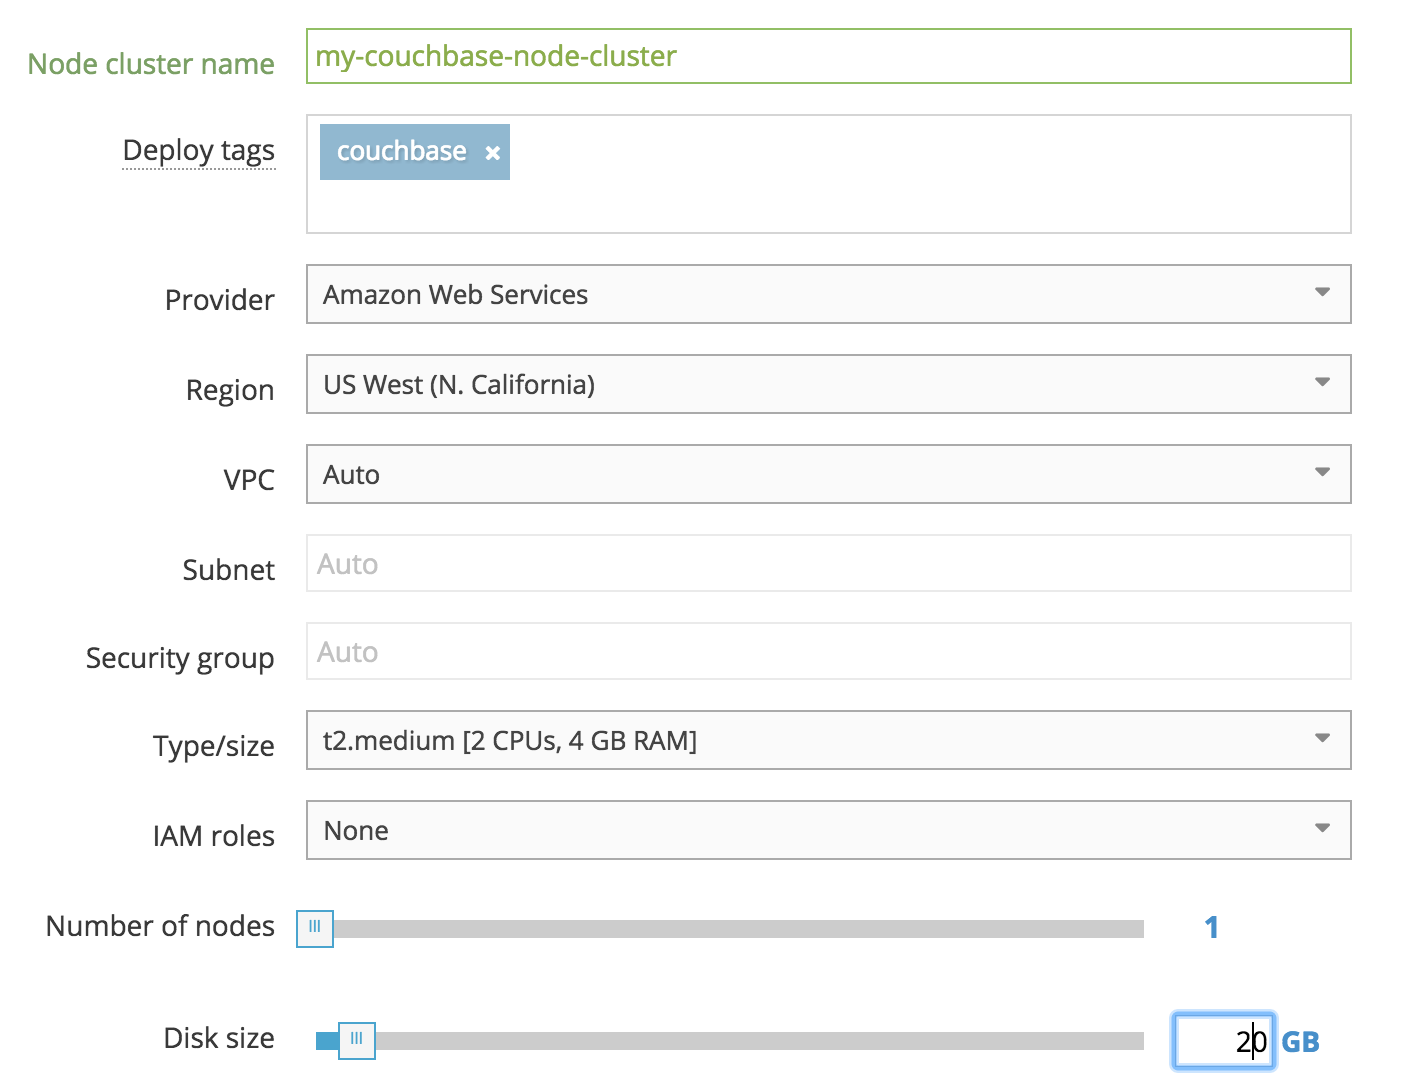 Node cluster name my-couchbase-node-cluster
Deploy tags couchbase ×
Provider Amazon Web Services
Region US West (N. California)
VPC Auto
Subnet Auto
Security group Auto
Type/size t2.medium [2 CPUs, 4 GB RAM]
IAM roles None
Number of nodes 1
Disk size 20 GB